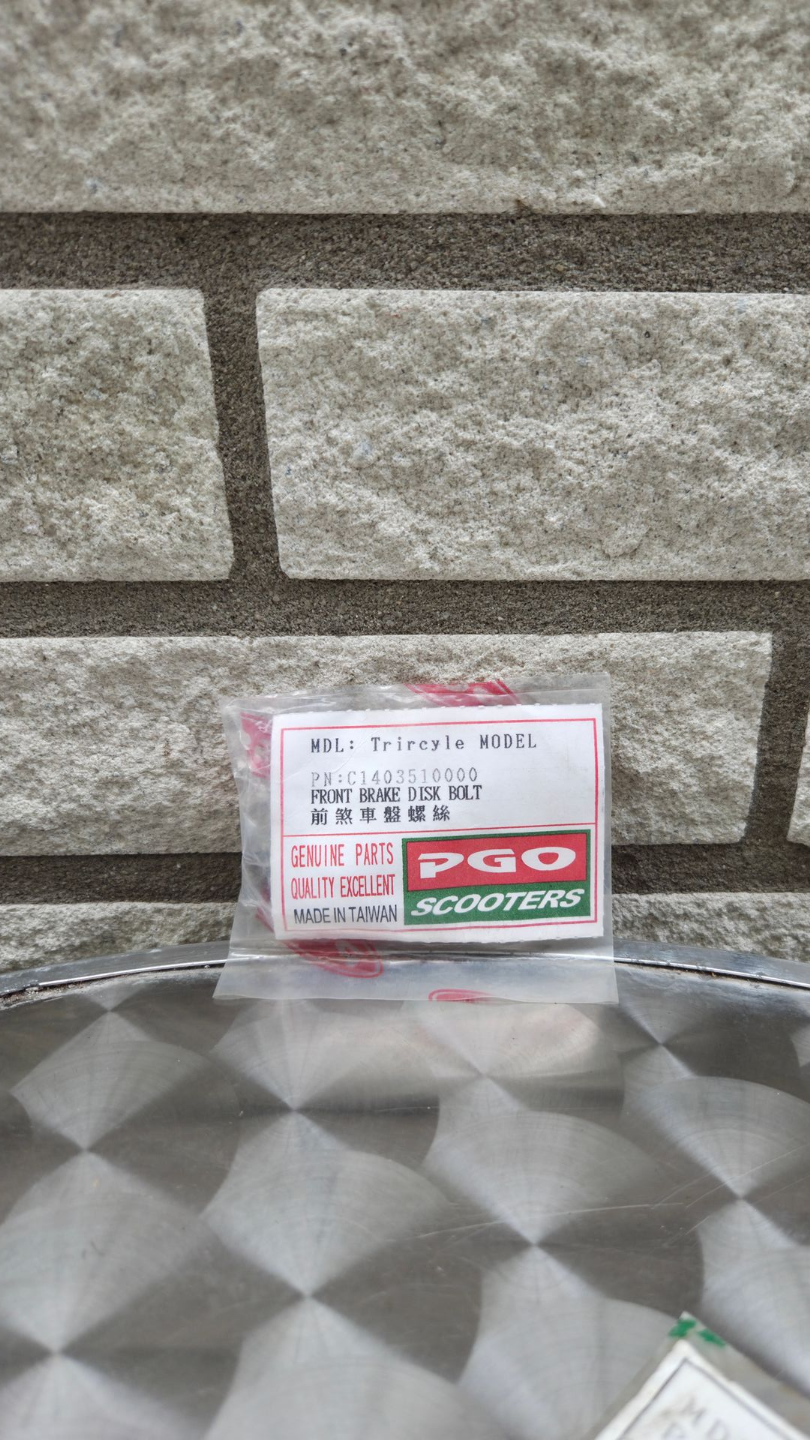 MDL: Trircyle MODEL
PN:C1403510000
FRONT BRAKE DISK BOLT
前煞車盤螺絲
GENUINE PARTS
QUALITY EXCELLENT
MADE IN TAIWAN
PGO
SCOOTERS
MD